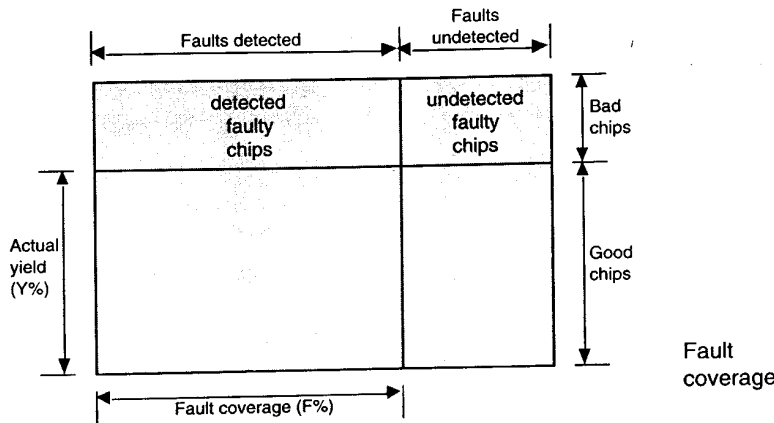 Faults detected
Faults
undetected
detected
faulty
chips
undetected
faulty
chips
Bad
chips
Actual
yield
(Y%)
Good
chips
Fault coverage (F%)
Fault
coverage